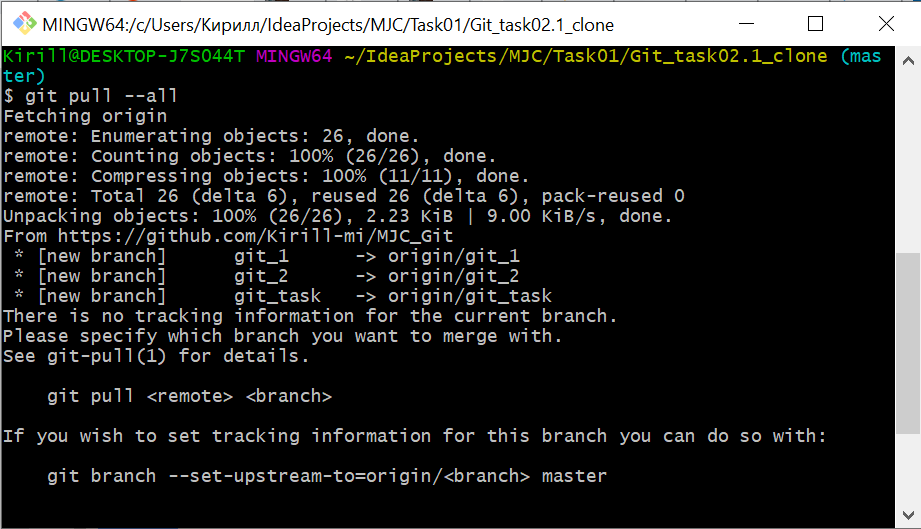 MINGW64:/c/Users/Кирилл/IdeaProjects/MJC/Task01/Git_task02.1_clone
Kirill@DESKTOP-J7SO44T MINGW64 ~/IdeaProjects/MJC/Task01/Git_task02.1_clone (mas
ter)
$ git pull --all
Fetching origin
remote: Enumerating objects: 26, done.
remote: Counting objects: 100% (26/26), done.
remote: Compressing objects: 100% (11/11), done.
remote: Total 26 (delta 6), reused 26 (delta 6), pack-reused 0
Unpacking objects: 100% (26/26), 2.23 KiB | 9.00 KiB/s, done.
From https://github.com/Kirill-mi/MJC_Git
 * [new branch]      git_1      -> origin/git_1
 * [new branch]      git_2      -> origin/git_2
 * [new branch]      git_task   -> origin/git_task
There is no tracking information for the current branch.
Please specify which branch you want to merge with.
See git-pull(1) for details.
    git pull <remote> <branch>
If you wish to set tracking information for this branch you can do so with:
    git branch --set-upstream-to=origin/<branch> master